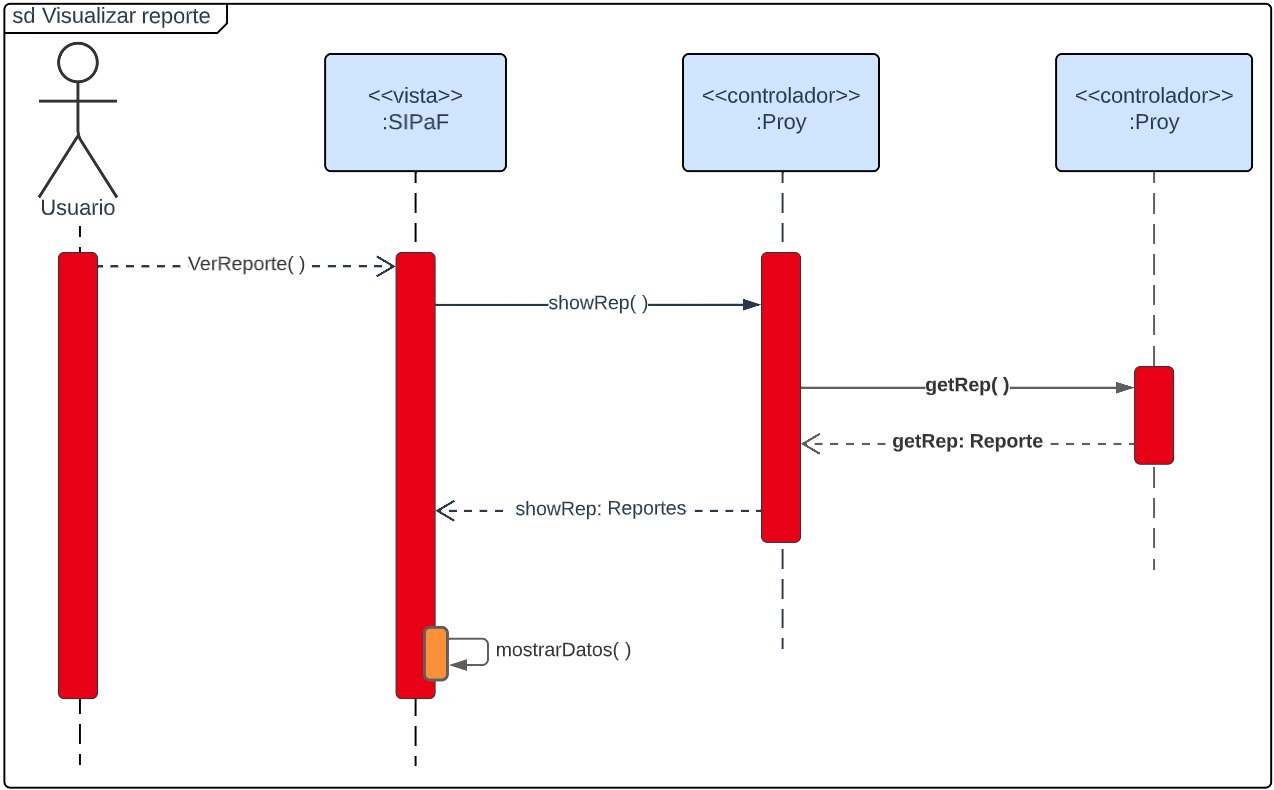 sd Visualizar reporte
<<vista>>
:SIPaF
<<controlador>>
:Proy
<<controlador>>
:Proy
Usuario
VerReporte( )
showRep( )
getRep( )
getRep: Reporte
showRep: Reportes
mostrarDatos( )